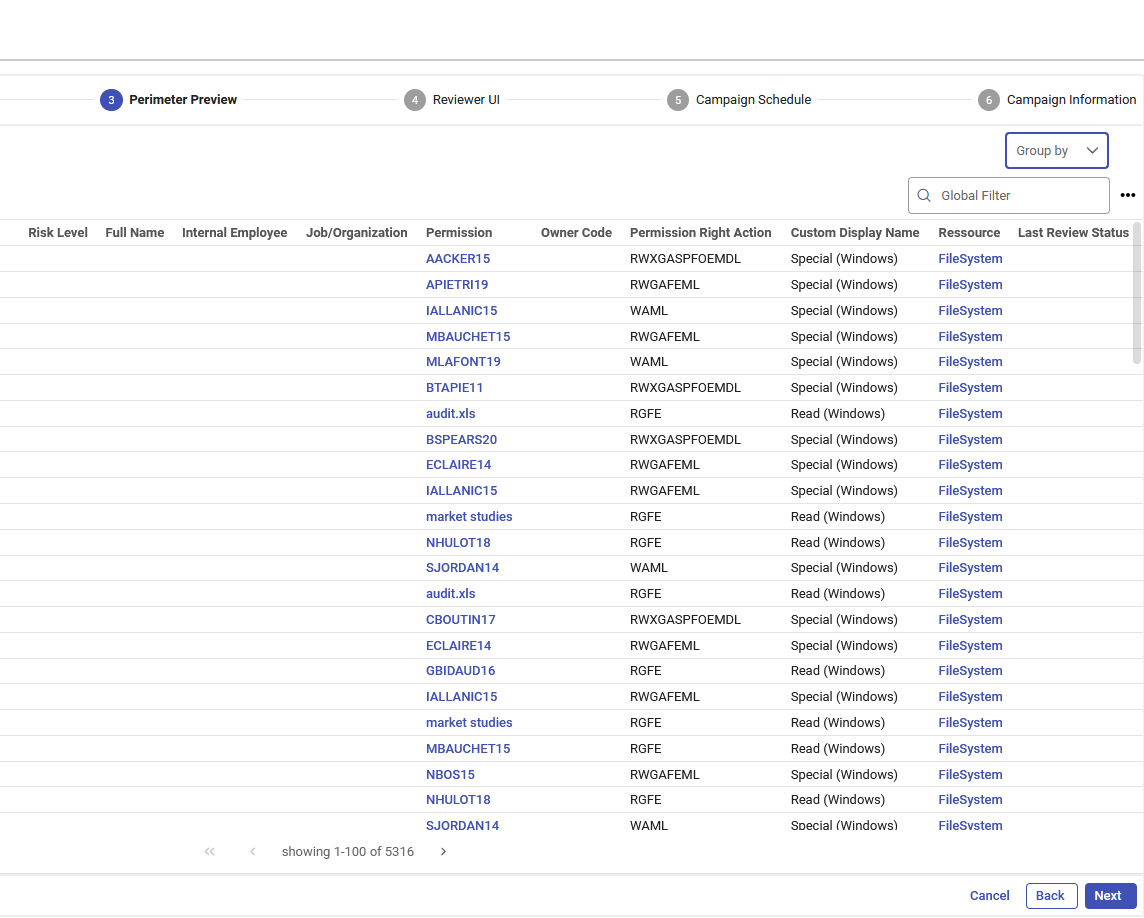 3 Perimeter Preview 4 Reviewer UI 5 Campaign Schedule 6 Campaign Information
Group by
Global Filter
Risk Level Full Name Internal Employee Job/Organization Permission Owner Code Permission Right Action Custom Display Name Ressource Last Review Status
AACKER15 RWXGASPFOEMDL Special (Windows) FileSystem
APIETRI19 RWGAFEML Special (Windows) FileSystem
IALLANIC15 WAML Special (Windows) FileSystem
MBAUCHET15 RWGAFEML Special (Windows) FileSystem
MLAFONT19 WAML Special (Windows) FileSystem
BTAPIE11 RWXGASPFOEMDL Special (Windows) FileSystem
audit.xls RGFE Read (Windows) FileSystem
BSPEARS20 RWXGASPFOEMDL Special (Windows) FileSystem
ECLAIRE14 RWGAFEML Special (Windows) FileSystem
IALLANIC15 RWGAFEML Special (Windows) FileSystem
market studies RGFE Read (Windows) FileSystem
NHULOT18 RGFE Read (Windows) FileSystem
SJORDAN14 WAML Special (Windows) FileSystem
audit.xls RGFE Read (Windows) FileSystem
CBOUTIN17 RWXGASPFOEMDL Special (Windows) FileSystem
ECLAIRE14 RWGAFEML Special (Windows) FileSystem
GBIDAUD16 RGFE Read (Windows) FileSystem
IALLANIC15 RWGAFEML Special (Windows) FileSystem
market studies RGFE Read (Windows) FileSystem
MBAUCHET15 RGFE Read (Windows) FileSystem
NBOS15 RWGAFEML Special (Windows) FileSystem
NHULOT18 RGFE Read (Windows) FileSystem
SJORDAN14 WAML Special (Windows) FileSystem
showing 1-100 of 5316
Cancel Back Next